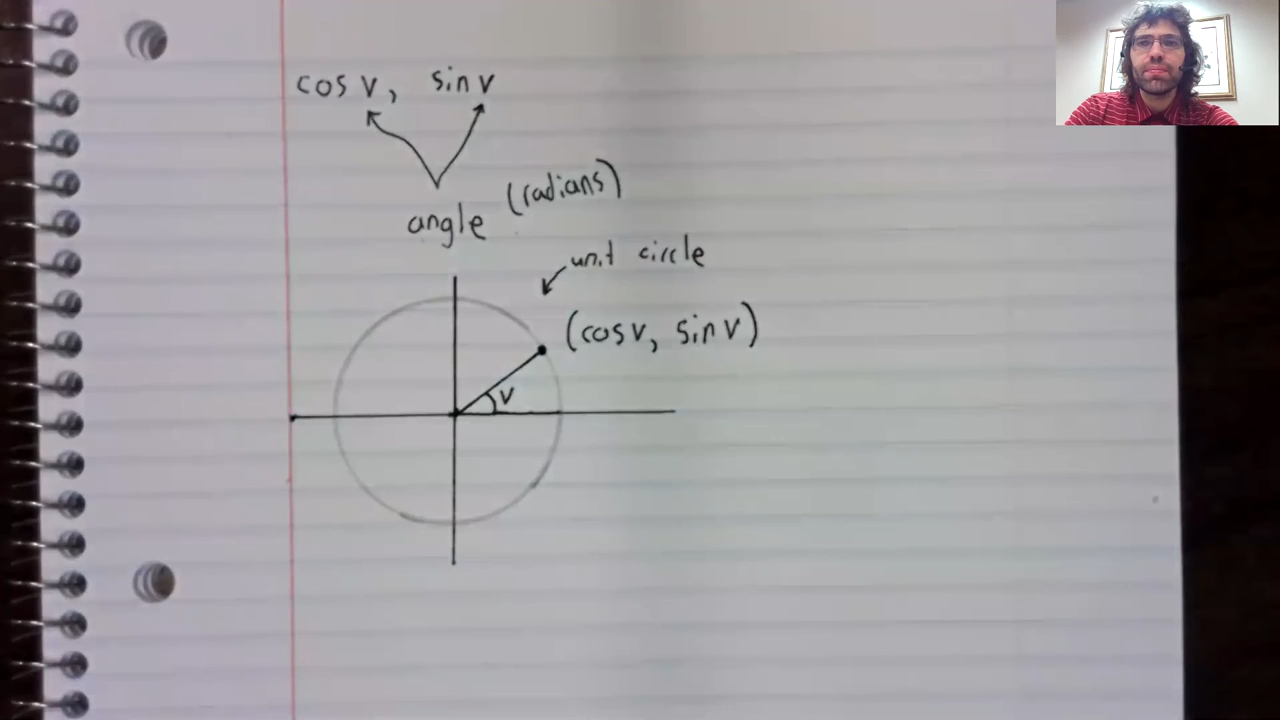 cos v, sin v
angle (radians)
unit circle
(cos v, sin v)
v